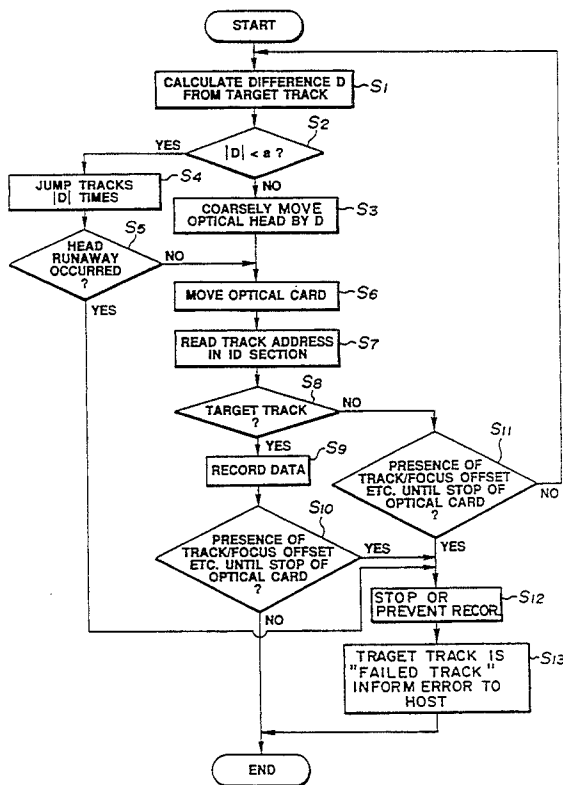 START
CALCULATE DIFFERENCE D
FROM TARGET TRACK
S1
S2
|D| < a ?
YES
NO
S4
JUMP TRACKS
|D| TIMES
COARSELY MOVE
OPTICAL HEAD BY D
S3
S5
HEAD
RUNAWAY
OCCURRED
?
NO
YES
MOVE OPTICAL CARD
S6
READ TRACK ADDRESS
IN ID SECTION
S7
S8
TARGET TRACK
?
NO
YES
S9
RECORD DATA
S11
PRESENCE OF
TRACK/FOCUS OFFSET
ETC. UNTIL STOP OF
OPTICAL CARD
?
NO
YES
S10
PRESENCE OF
TRACK/FOCUS OFFSET
ETC. UNTIL STOP OF
OPTICAL CARD
?
YES
NO
STOP OR
PREVENT RECOR.
S12
TRAGET TRACK IS
"FAILED TRACK"
INFORM ERROR TO
HOST
S13
END